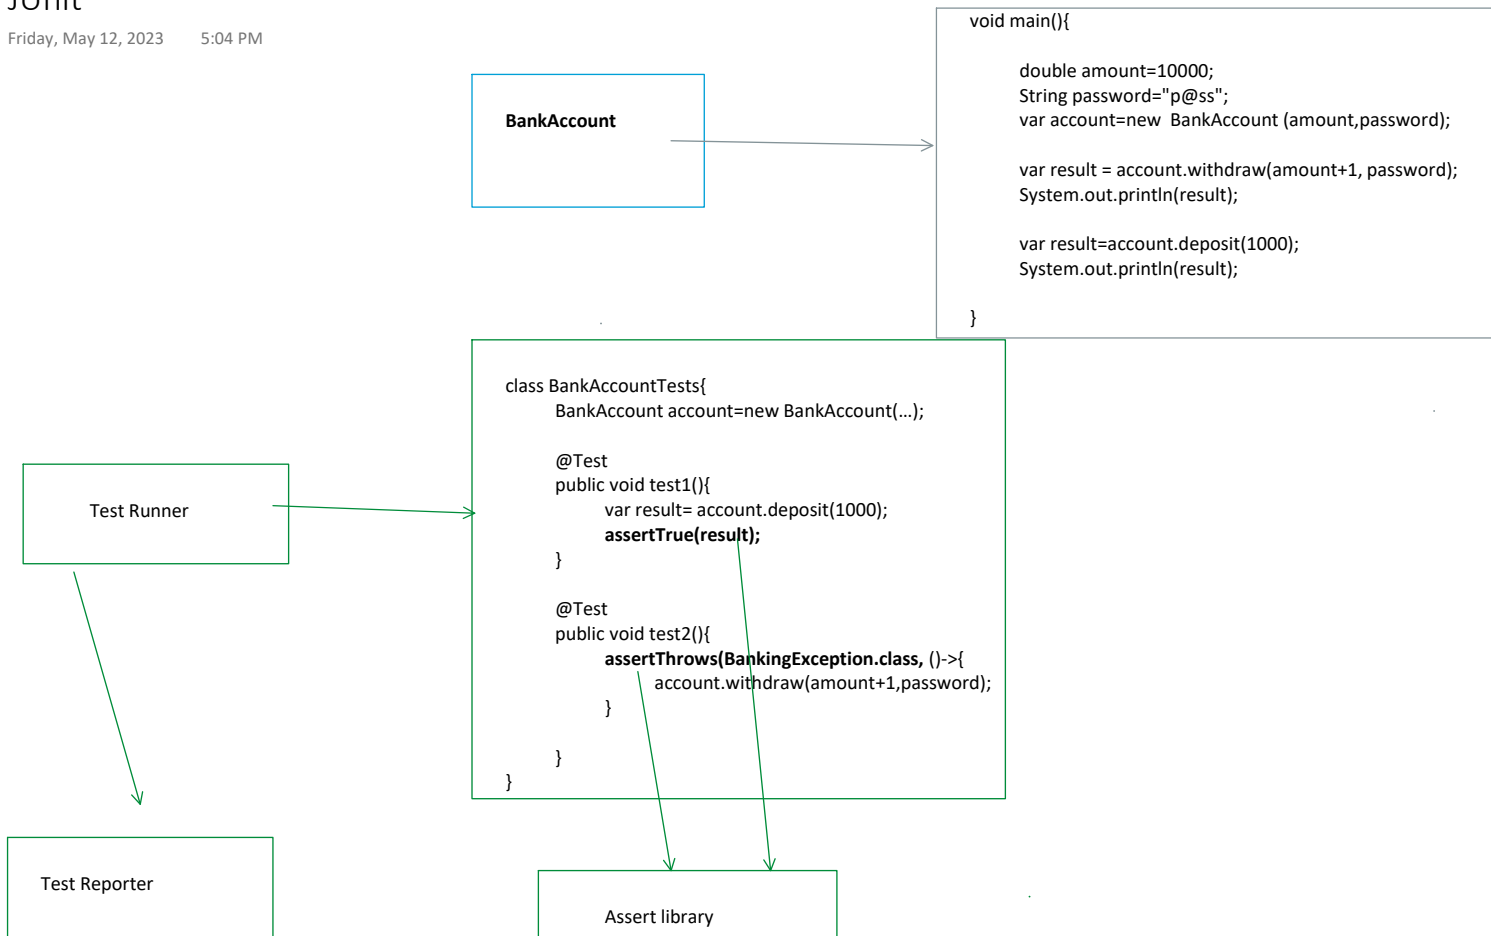 JUnit
Friday, May 12, 2023 5:04 PM
BankAccount
void main(){
double amount=10000;
String password="p@ss";
var account=new BankAccount (amount,password);
var result = account.withdraw(amount+1, password);
System.out.println(result);
var result=account.deposit(1000);
System.out.println(result);
}
class BankAccountTests{
BankAccount account=new BankAccount(...);
@Test
public void test1(){
var result= account.deposit(1000);
assertTrue(result);
}
@Test
public void test2(){
assertThrows(BankingException.class, ()->{
account.withdraw(amount+1,password);
}
}
}
Test Runner
Test Reporter
Assert library